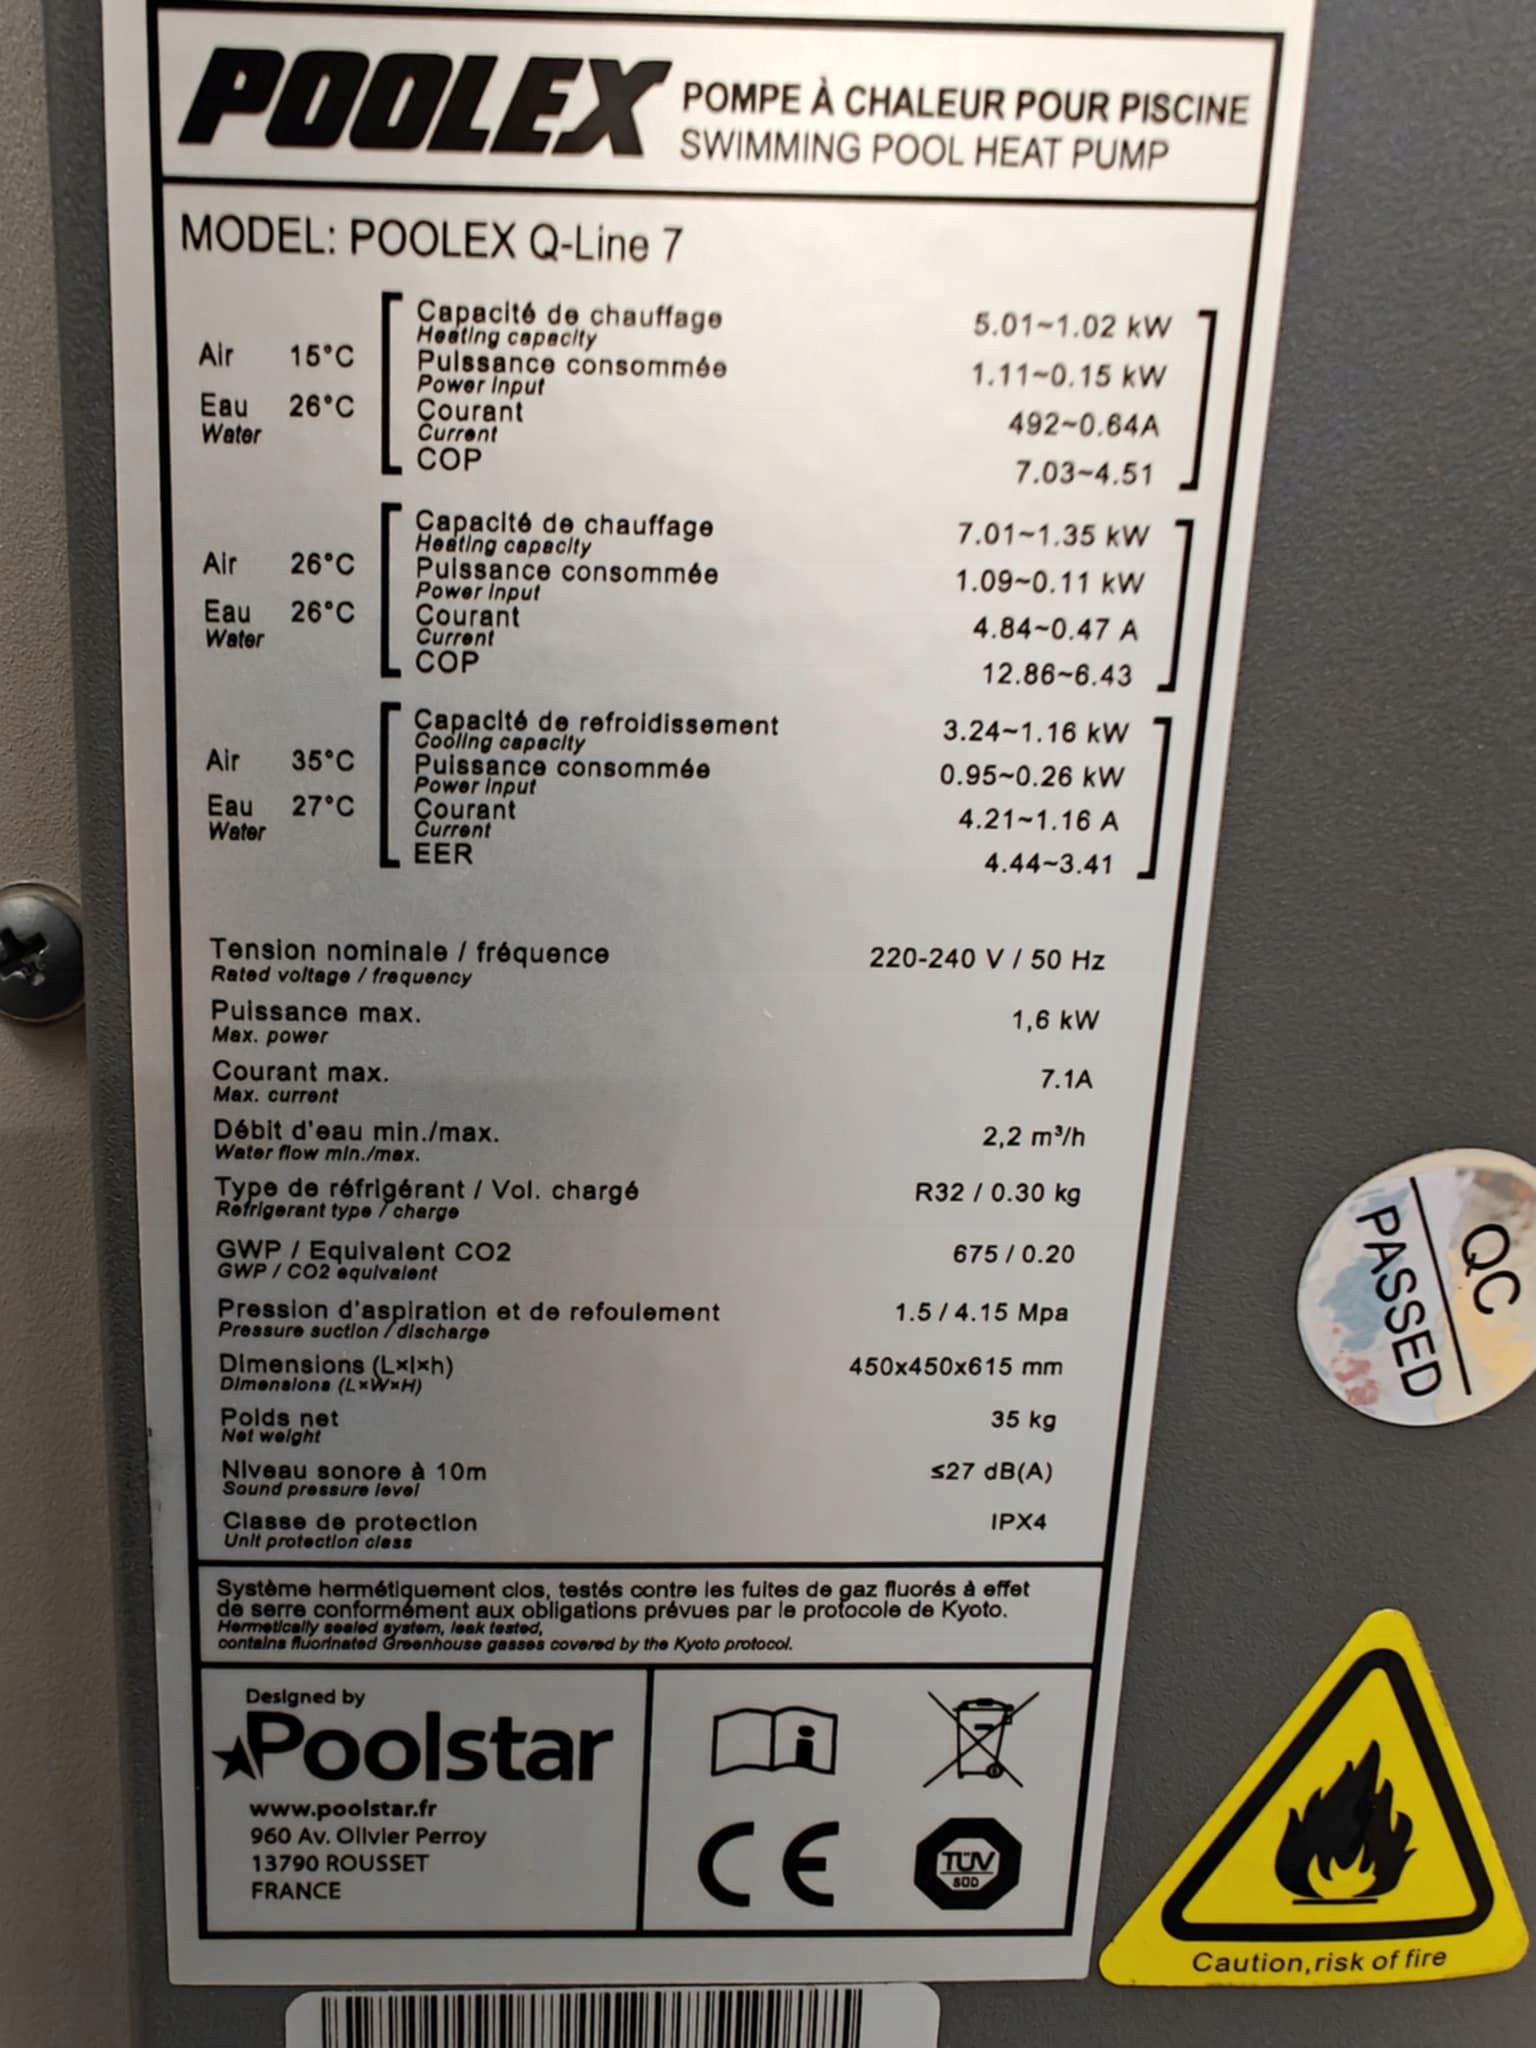 POOLEX
POMPE À CHALEUR POUR PISCINE
SWIMMING POOL HEAT PUMP
MODEL: POOLEX Q-Line 7
Air 15°C
Eau 26°C
Water
Capacité de chauffage 5.01~1.02 kW
Heating capacity
Puissance consommée 1.11~0.15 kW
Power input
Courant 492~0.64A
Current
COP 7.03~4.51
Air 26°C
Eau 26°C
Water
Capacité de chauffage 7.01~1.35 kW
Heating capacity
Puissance consommée 1.09~0.11 kW
Power input
Courant 4.84~0.47 A
Current
COP 12.86~6.43
Air 35°C
Eau 27°C
Water
Capacité de refroidissement 3.24~1.16 kW
Cooling capacity
Puissance consommée 0.95~0.26 kW
Power input
Courant 4.21~1.16 A
Current
EER 4.44~3.41
Tension nominale / fréquence 220-240 V / 50 Hz
Rated voltage / frequency
Puissance max. 1,6 kW
Max. power
Courant max. 7.1A
Max. current
Débit d'eau min./max. 2,2 m³/h
Water flow min./max.
Type de réfrigérant / Vol. chargé R32 / 0.30 kg
Refrigerant type / charge
GWP / Equivalent CO2 675 / 0.20
GWP / CO2 equivalent
Pression d'aspiration et de refoulement 1.5 / 4.15 Mpa
Pressure suction / discharge
Dimensions (L×l×h) 450x450x615 mm
Dimensions (L×W×H)
Poids net 35 kg
Net weight
Niveau sonore à 10m ≤27 dB(A)
Sound pressure level
Classe de protection IPX4
Unit protection class
Système hermétiquement clos, testés contre les fuites de gaz fluorés à effet
de serre conformément aux obligations prévues par le protocole de Kyoto.
Hermetically sealed system, leak tested,
contains fluorinated Greenhouse gasses covered by the Kyoto protocol.
Designed by
Poolstar
www.poolstar.fr
960 Av. Olivier Perroy
13790 ROUSSET
FRANCE
i
CE
TÜV
SÜD
QC
PASSED
Caution,risk of fire